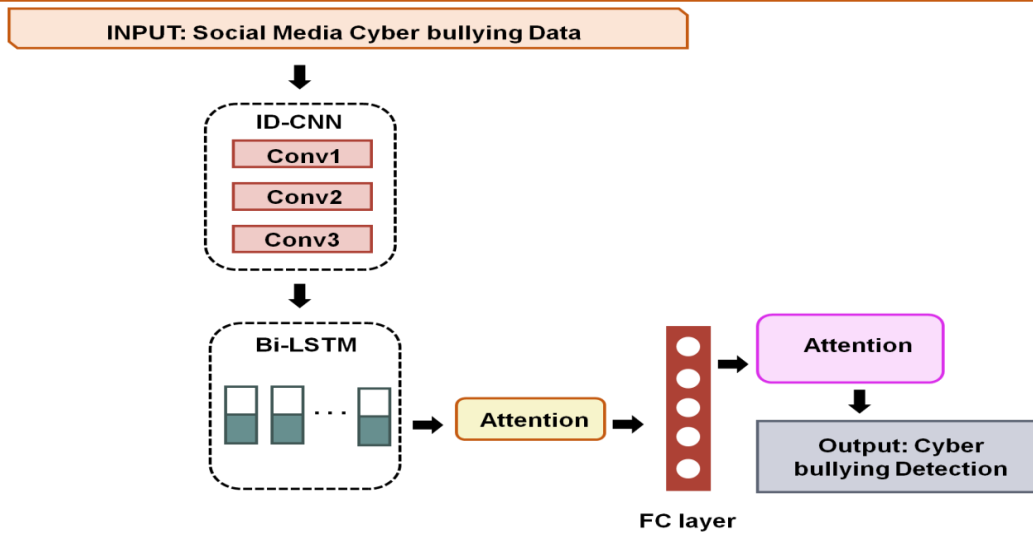 INPUT: Social Media Cyber bullying Data
ID-CNN
Conv1
Conv2
Conv3
Bi-LSTM
Attention
FC layer
Attention
Output: Cyber
bullying Detection